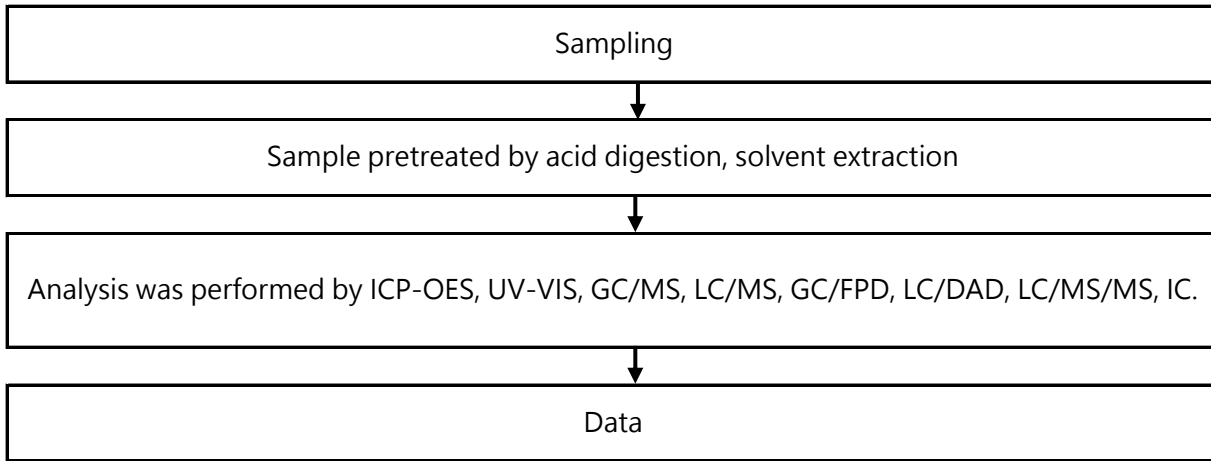 Sampling
Sample pretreated by acid digestion, solvent extraction
Analysis was performed by ICP-OES, UV-VIS, GC/MS, LC/MS, GC/FPD, LC/DAD, LC/MS/MS, IC.
Data